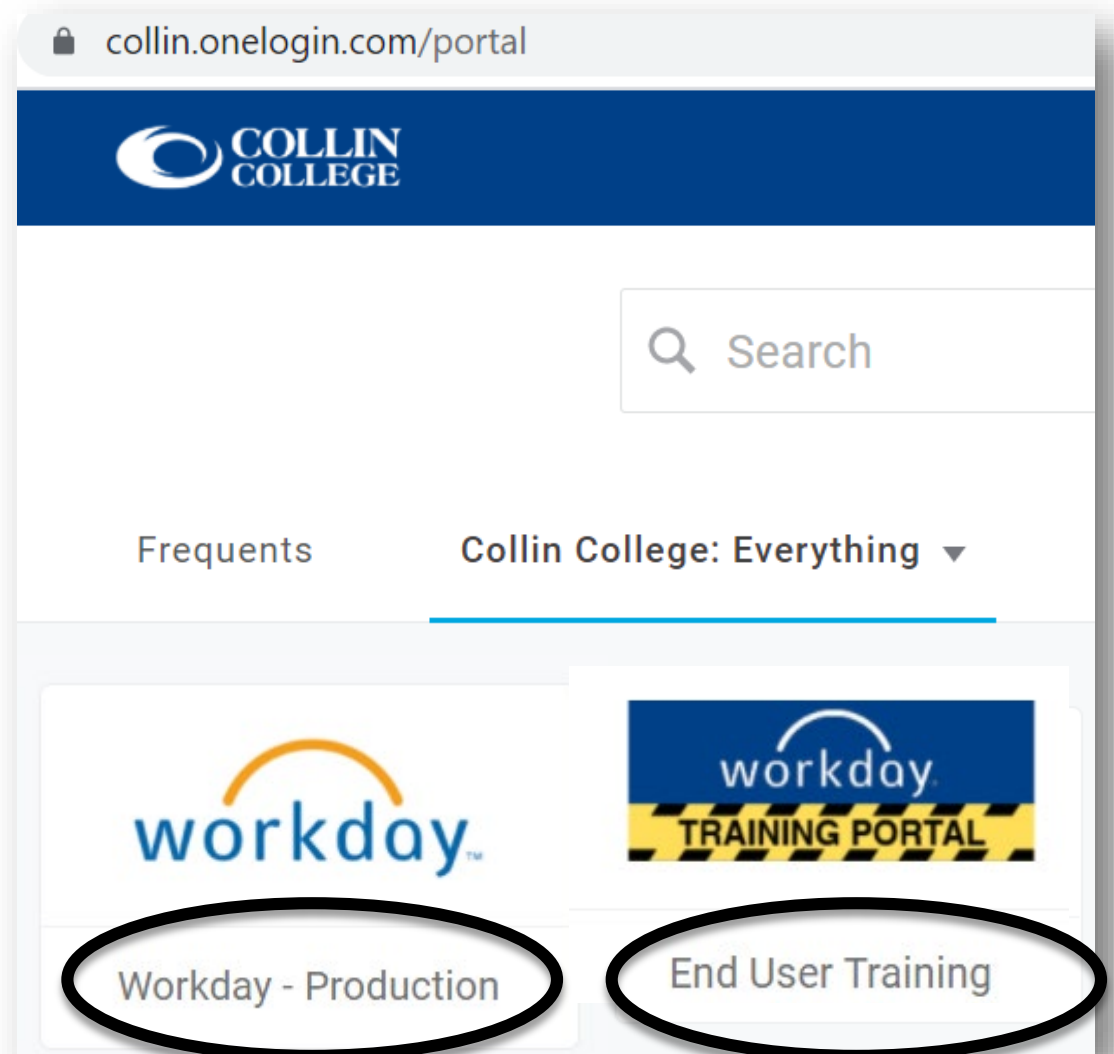 collin.onelogin.com/portal
COLLIN
COLLEGE
Search
Frequents
Collin College: Everything
workday™
workday
TRAINING PORTAL
Workday - Production
End User Training